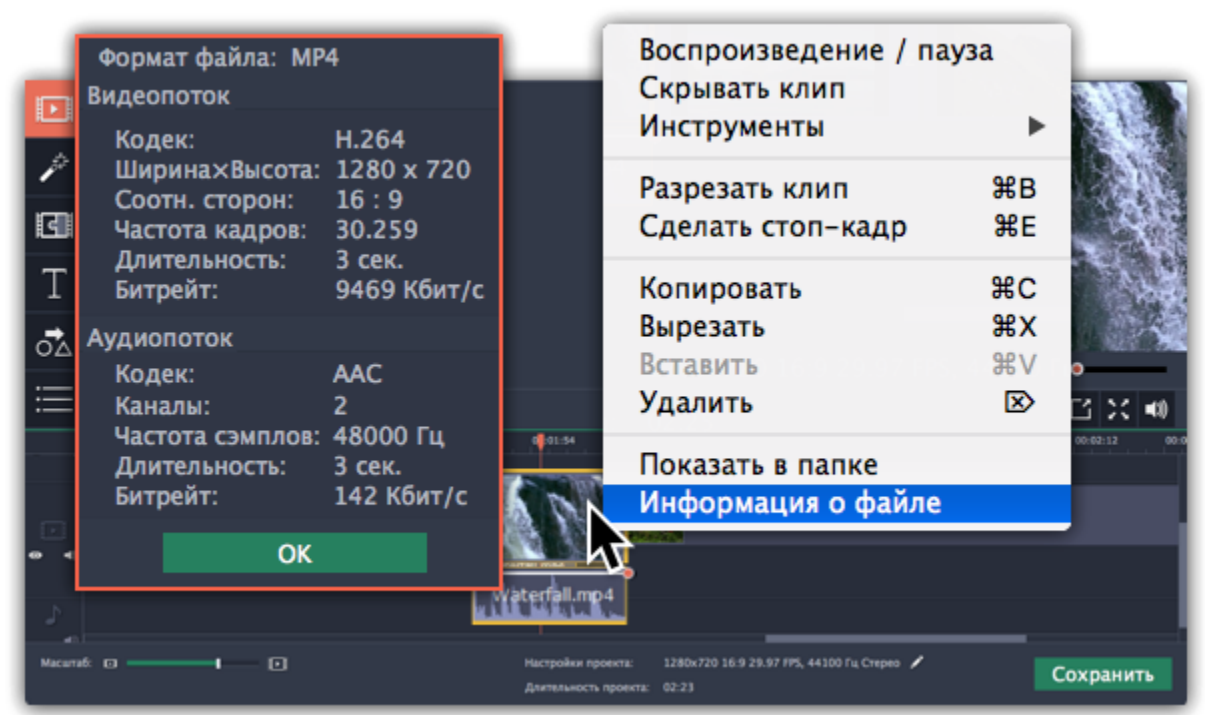 Формат файла: MP4
Видеопоток
Кодек: H.264
Ширина×Высота: 1280 x 720
Соотн. сторон: 16 : 9
Частота кадров: 30.259
Длительность: 3 сек.
Битрейт: 9469 Кбит/с
Аудиопоток
Кодек: AAC
Каналы: 2
Частота сэмплов: 48000 Гц
Длительность: 3 сек.
Битрейт: 142 Кбит/с
OK
Воспроизведение / пауза
Скрывать клип
Инструменты
Разрезать клип ⌘B
Сделать стоп-кадр ⌘E
Копировать ⌘C
Вырезать ⌘X
Вставить ⌘V
Удалить
Показать в папке
Информация о файле
00:02:12
Waterfall.mp4
Масштаб:
Настройки проекта: 1280x720 16:9 29.97 FPS, 44100 Гц Стерео
Длительность проекта: 02:23
Сохранить